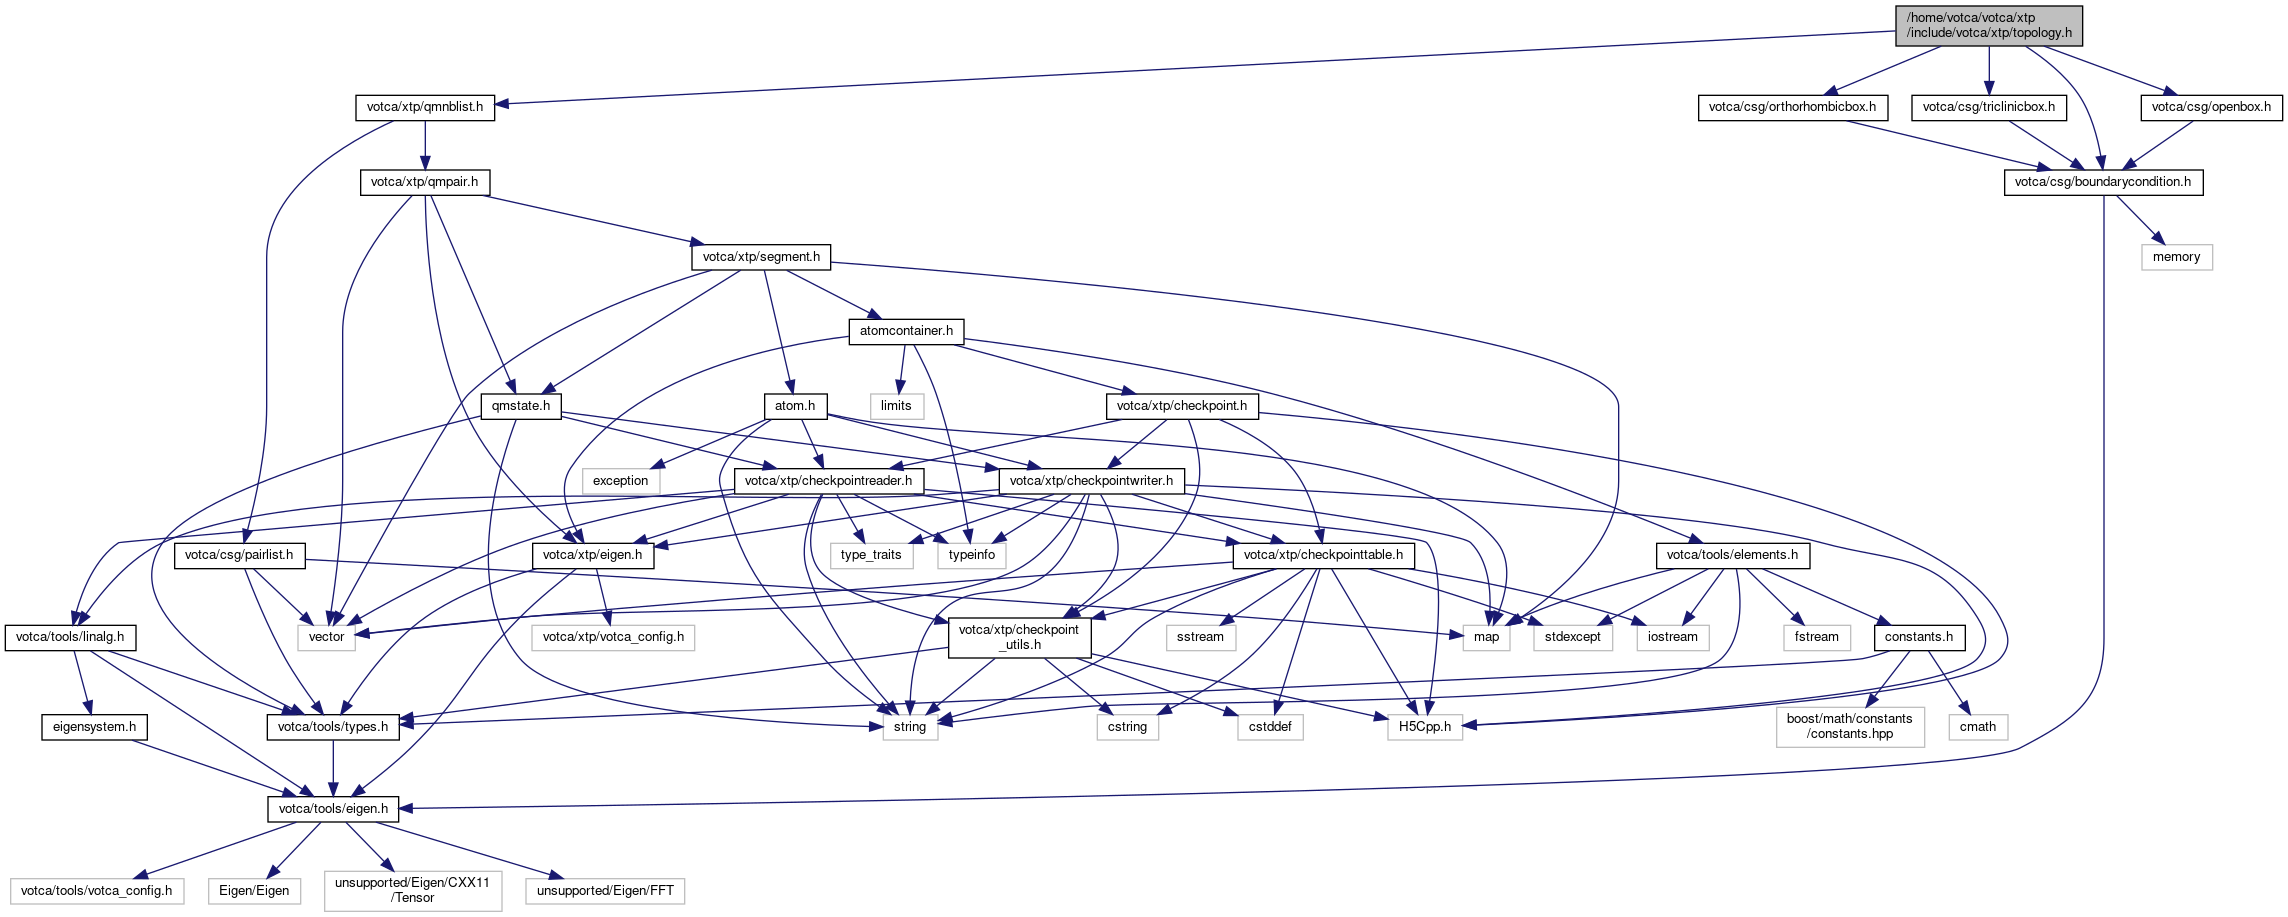 /home/votca/votca/xtp
/include/votca/xtp/topology.h
votca/xtp/qmnblist.h
votca/csg/orthorhombicbox.h
votca/csg/triclinicbox.h
votca/csg/openbox.h
votca/xtp/qmpair.h
votca/csg/boundarycondition.h
votca/xtp/segment.h
memory
atomcontainer.h
qmstate.h
atom.h
limits
votca/xtp/checkpoint.h
exception
votca/xtp/checkpointreader.h
votca/xtp/checkpointwriter.h
votca/csg/pairlist.h
votca/xtp/eigen.h
type_traits
typeinfo
votca/xtp/checkpointtable.h
votca/tools/elements.h
votca/tools/linalg.h
vector
votca/xtp/votca_config.h
votca/xtp/checkpoint
_utils.h
sstream
map
stdexcept
iostream
fstream
constants.h
eigensystem.h
votca/tools/types.h
string
cstring
cstddef
H5Cpp.h
boost/math/constants
/constants.hpp
cmath
votca/tools/eigen.h
votca/tools/votca_config.h
Eigen/Eigen
unsupported/Eigen/CXX11
/Tensor
unsupported/Eigen/FFT